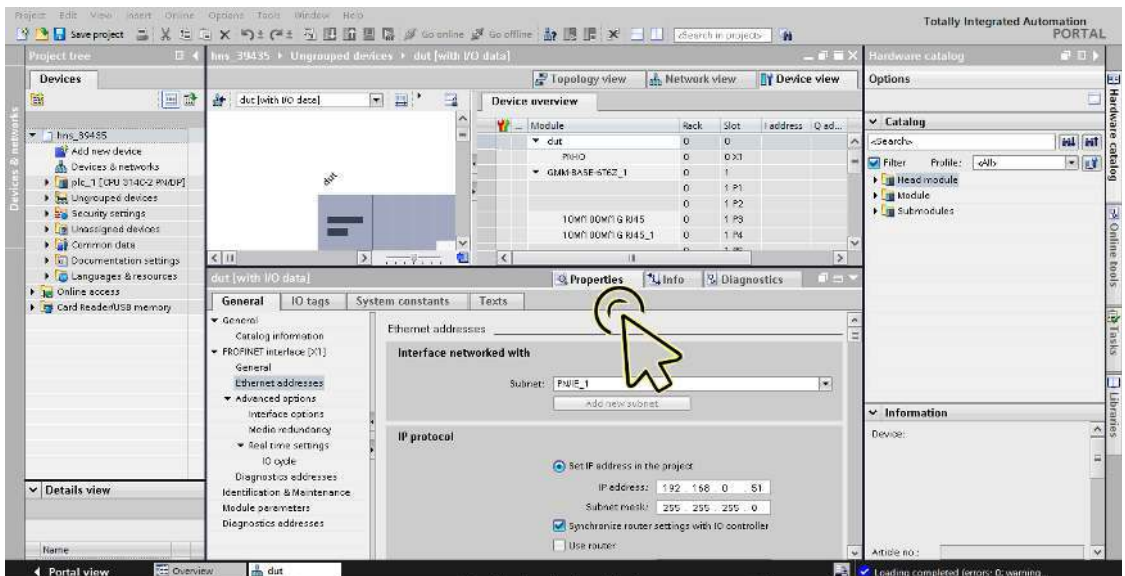 Project Edit View Insert Online Options Tools Window Help
Totally Integrated Automation
PORTAL
Save project
Go online
Go offline
<Search in project>
Project tree
hns_39435 ▸ Ungrouped devices ▸ dut [with I/O data]
Hardware catalog
Devices
Topology view
Network view
Device view
Options
dut [with I/O data]
Device overview
Module Rack Slot I address Q ad...
dut 0 0
PN-IO 0 0 X1
GMM-BASE-6T6Z_1 0 1
0 1 P1
0 1 P2
0 1 P3
0 1 P4
dut
hns_39435
Add new device
Devices & networks
plc_1 [CPU 314C-2 PN/DP]
Ungrouped devices
Security settings
Unassigned devices
Common data
Documentation settings
Languages & resources
Online access
Card Reader/USB memory
Catalog
<Search>
Filter Profile: <All>
Head module
Module
Submodules
Devices & networks
Hardware catalog
Online tools
Tasks
Libraries
dut [with I/O data]
Properties
Info
Diagnostics
General IO tags System constants Texts
General
Catalog information
PROFINET interface [X1]
General
Ethernet addresses
Advanced options
Interface options
Media redundancy
Real time settings
IO cycle
Diagnostics addresses
Identification & Maintenance
Module parameters
Diagnostics addresses
Ethernet addresses
Interface networked with
Subnet: PN/IE_1
Add new subnet
IP protocol
Set IP address in the project
IP address: 192 . 168 . 0 . 51
Subnet mask: 255 . 255 . 255 . 0
Synchronize router settings with IO controller
Use router
Details view
Name
Information
Device:
Article no.:
Portal view
Overview
dut
Loading completed (errors: 0; warning...